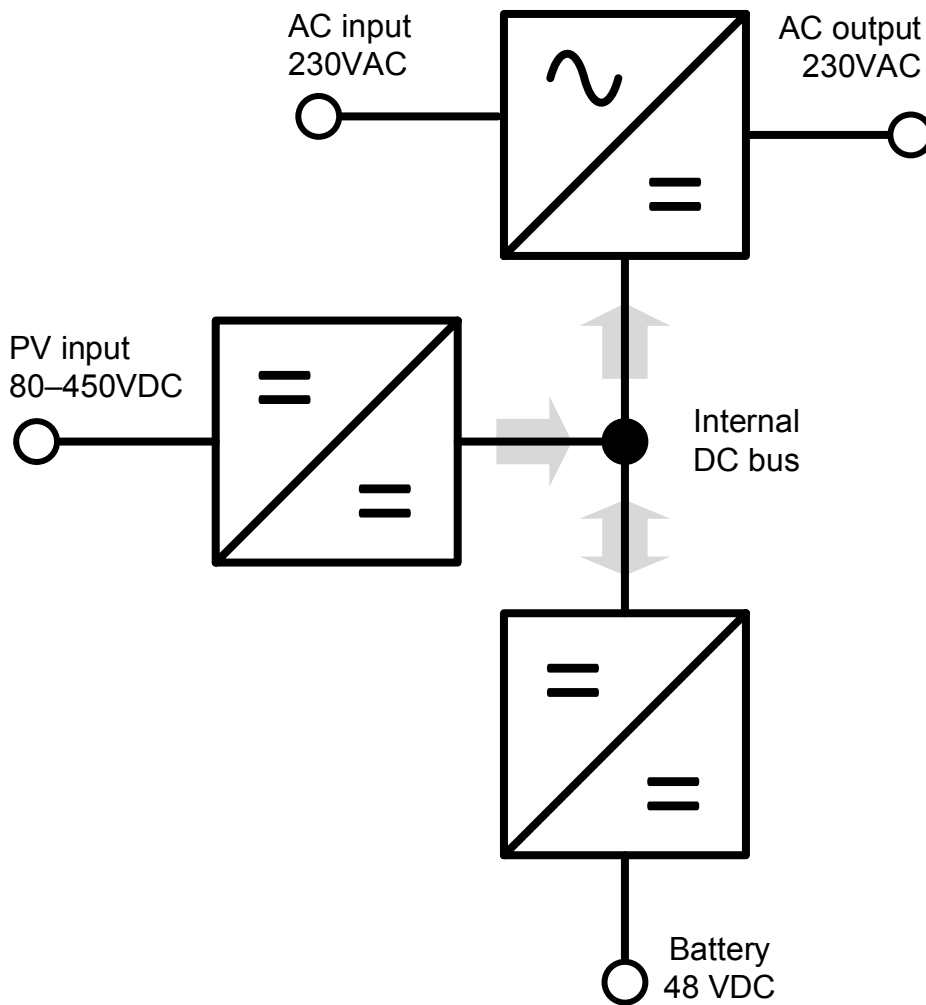 AC input
230VAC
AC output
230VAC
PV input
80–450VDC
Internal
DC bus
Battery
48 VDC